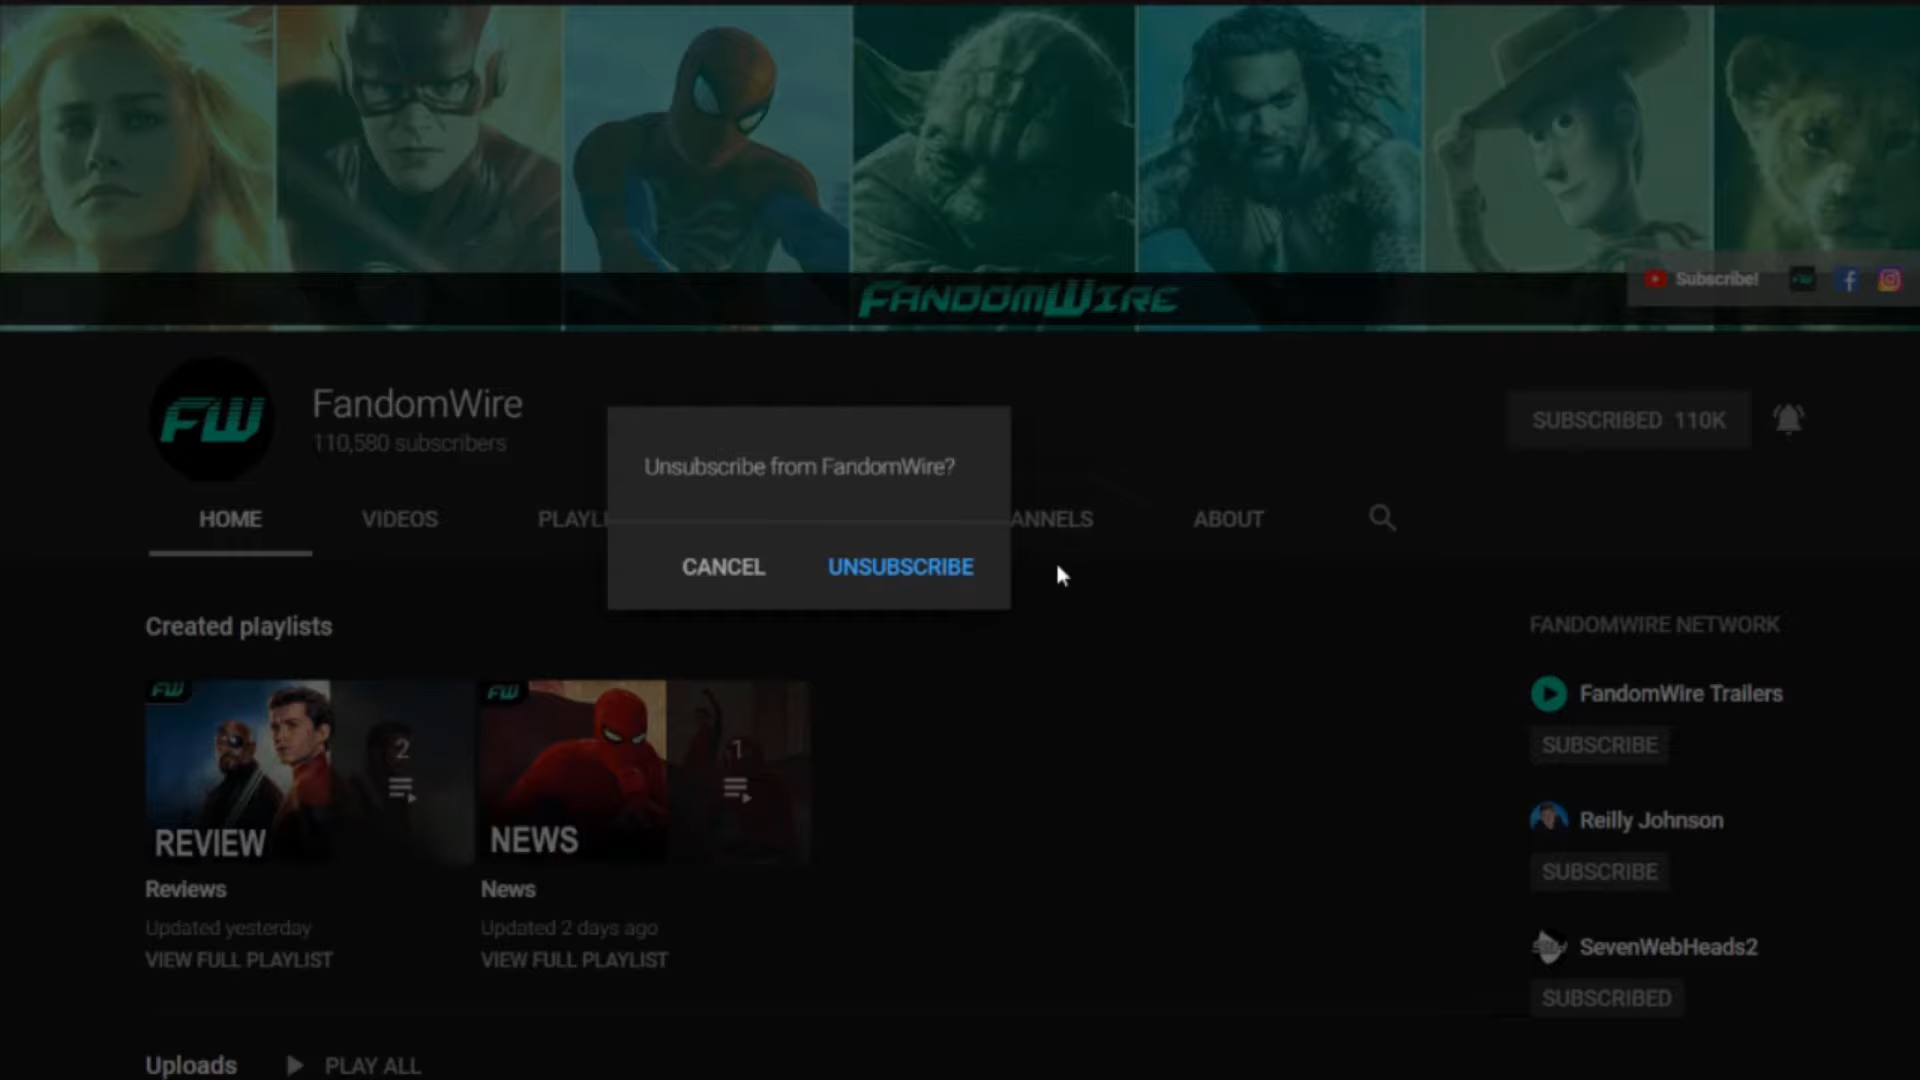 FANDOMWIRE
Subscribe!
FW
FandomWire
110,580 subscribers
SUBSCRIBED 110K
Unsubscribe from FandomWire?
CANCEL UNSUBSCRIBE
HOME VIDEOS PLAYLI ANNELS ABOUT
Created playlists
FW
REVIEW
2
Reviews
Updated yesterday
VIEW FULL PLAYLIST
FW
NEWS
1
News
Updated 2 days ago
VIEW FULL PLAYLIST
FANDOMWIRE NETWORK
FandomWire Trailers
SUBSCRIBE
Reilly Johnson
SUBSCRIBE
SevenWebHeads2
SUBSCRIBED
Uploads PLAY ALL